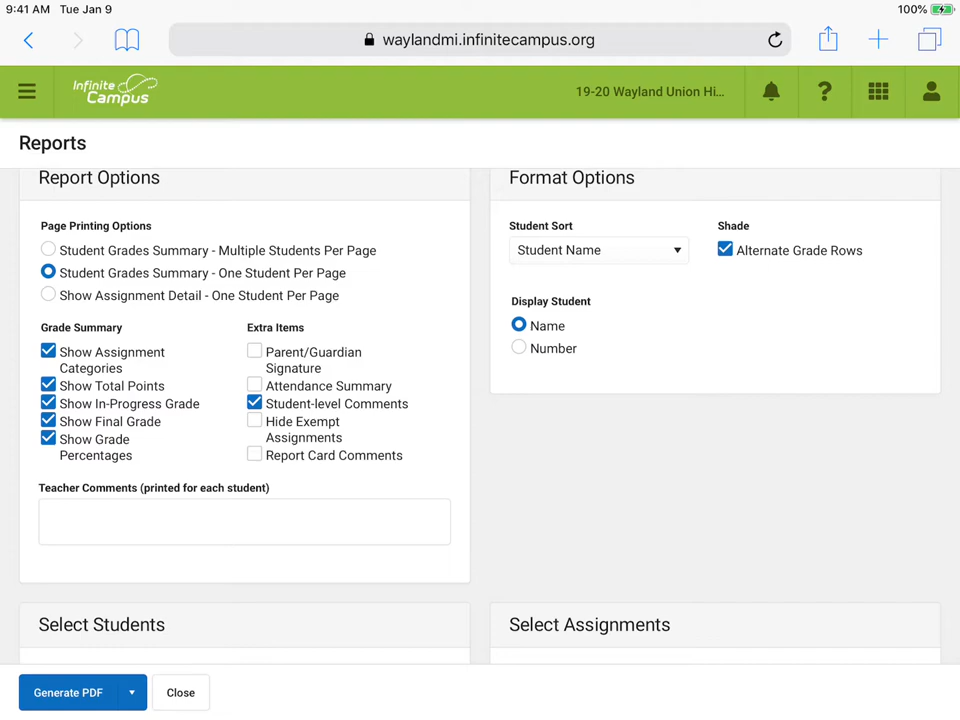 9:41 AM Tue Jan 9
100%
waylandmi.infinitecampus.org
Infinite
Campus
19-20 Wayland Union Hi...
?
Reports
Report Options
Format Options
Page Printing Options
Student Grades Summary - Multiple Students Per Page
Student Grades Summary - One Student Per Page
Show Assignment Detail - One Student Per Page
Student Sort
Student Name
Shade
Alternate Grade Rows
Display Student
Name
Number
Grade Summary
Show Assignment
Categories
Show Total Points
Show In-Progress Grade
Show Final Grade
Show Grade
Percentages
Extra Items
Parent/Guardian
Signature
Attendance Summary
Student-level Comments
Hide Exempt
Assignments
Report Card Comments
Teacher Comments (printed for each student)
Select Students
Select Assignments
Generate PDF
Close